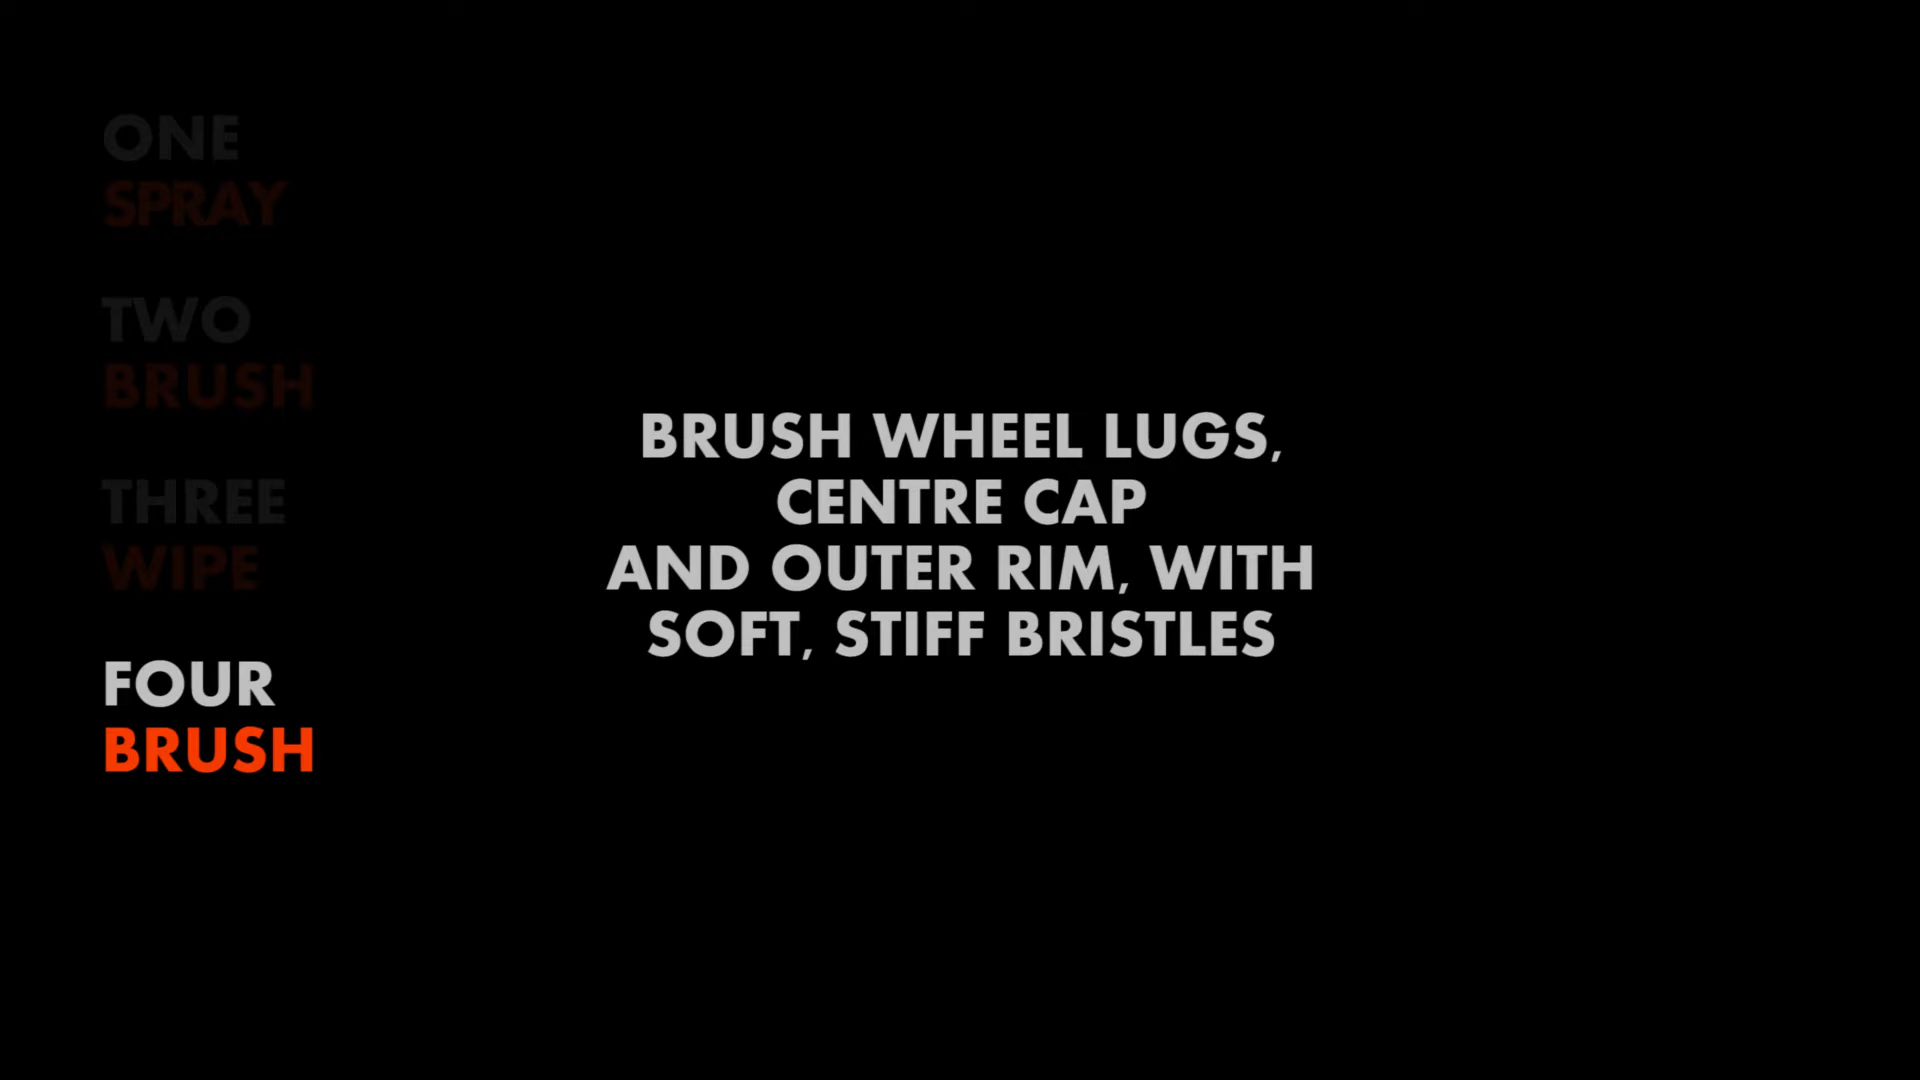 ONE
SPRAY
TWO
BRUSH
THREE
WIPE
FOUR
BRUSH
BRUSH WHEEL LUGS,
CENTRE CAP
AND OUTER RIM, WITH
SOFT, STIFF BRISTLES